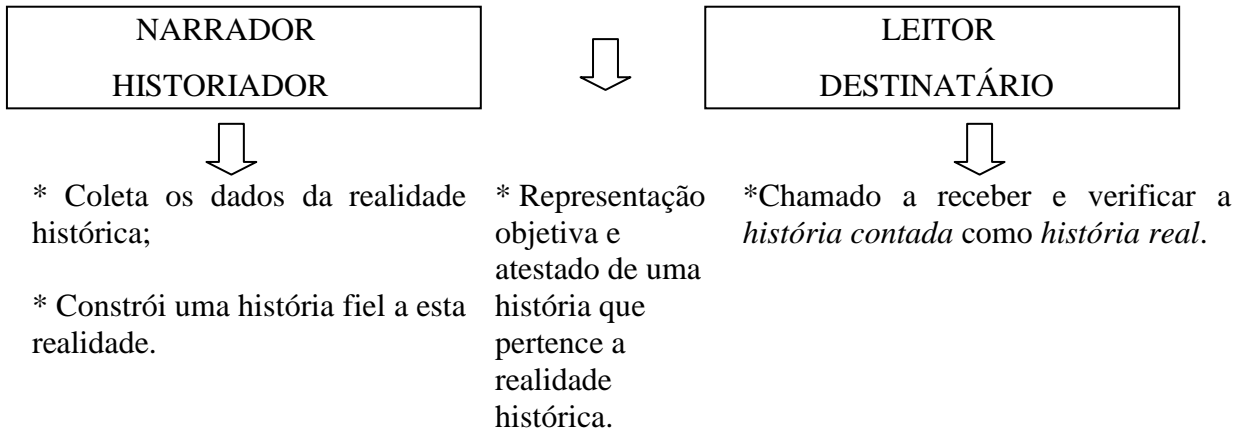 NARRADOR
HISTORIADOR
LEITOR
DESTINATÁRIO
* Coleta os dados da realidade
histórica;
* Constrói uma história fiel a esta
realidade.
* Representação
objetiva e
atestado de uma
história que
pertence a
realidade
histórica.
*Chamado a receber e verificar a
história contada como história real.